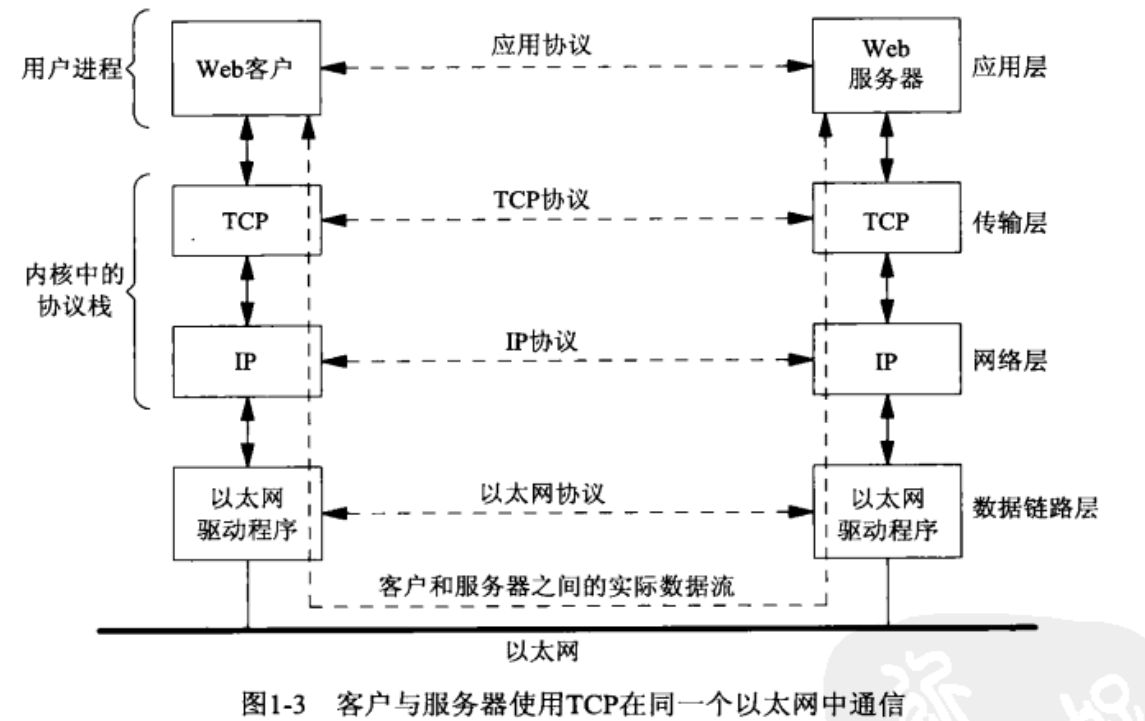 应用协议
用户进程
Web客户
Web
服务器
应用层
TCP协议
TCP
TCP
传输层
内核中的
协议栈
IP协议
IP
IP
网络层
以太网协议
以太网
驱动程序
以太网
驱动程序
数据链路层
客户和服务器之间的实际数据流
以太网
图1-3 客户与服务器使用TCP在同一个以太网中通信